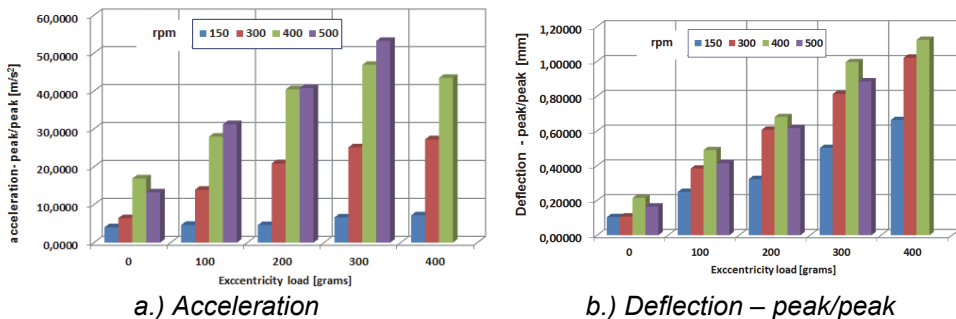 60,0000
50,0000
40,0000
30,0000
20,0000
10,0000
0,0000
acceleration-peak/peak [m/s²]
rpm 150 300 400 500
0 100 200 300 400
Exccentricity load [grams]
a.) Acceleration
1,20000
1,00000
0,80000
0,60000
0,40000
0,20000
0,00000
Deflection - peak/peak [mm]
rpm 150 300 400 500
0 100 200 300 400
Exccentricity load [grams]
b.) Deflection – peak/peak